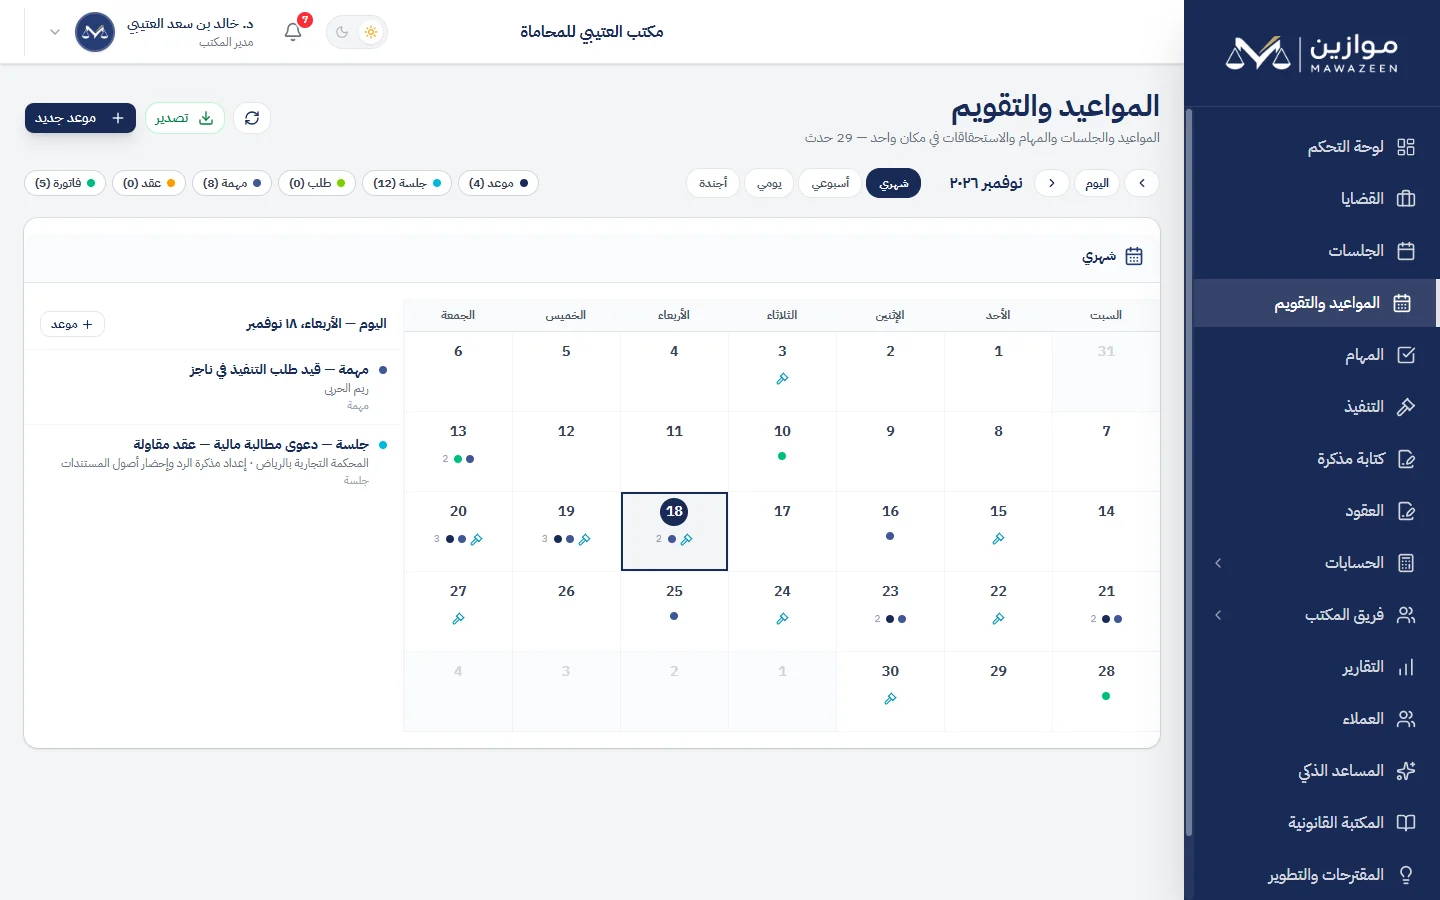 موازين
MAWAZEEN
لوحة التحكم
القضايا
الجلسات
المواعيد والتقويم
المهام
التنفيذ
كتابة مذكرة
العقود
الحسابات
فريق المكتب
التقارير
العملاء
المساعد الذكي
المكتبة القانونية
المقترحات والتطوير
مكتب العتيبي للمحاماة
7
د. خالد بن سعد العتيبي
مدير المكتب
المواعيد والتقويم
المواعيد والجلسات والمهام والاستحقاقات في مكان واحد — 29 حدث
تصدير
موعد جديد
اليوم
نوفمبر ٢٠٢٦
شهري أسبوعي يومي أجندة
موعد (4) جلسة (12) طلب (0) مهمة (8) عقد (0) فاتورة (5)
شهري
السبت الأحد الإثنين الثلاثاء الأربعاء الخميس الجمعة
31 1 2 3 4 5 6
7 8 9 10 11 12 13
2
14 15 16 17 18 19 20
2 3 3
21 22 23 24 25 26 27
2 2
28 29 30 1 2 3 4
اليوم — الأربعاء، ١٨ نوفمبر
موعد
مهمة — قيد طلب التنفيذ في ناجز
ريم الحربي
مهمة
جلسة — دعوى مطالبة مالية — عقد مقاولة
المحكمة التجارية بالرياض · إعداد مذكرة الرد وإحضار أصول المستندات
جلسة